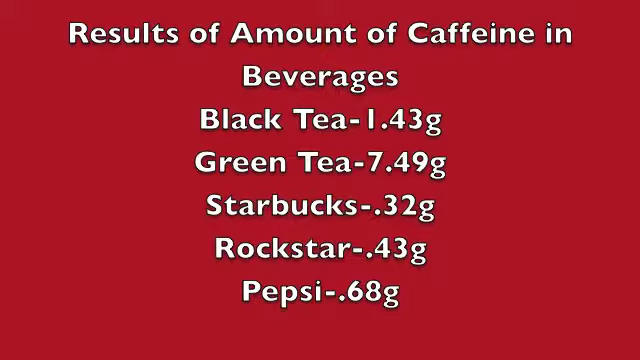 Results of Amount of Caffeine in
Beverages
Black Tea-1.43g
Green Tea-7.49g
Starbucks-.32g
Rockstar-.43g
Pepsi-.68g